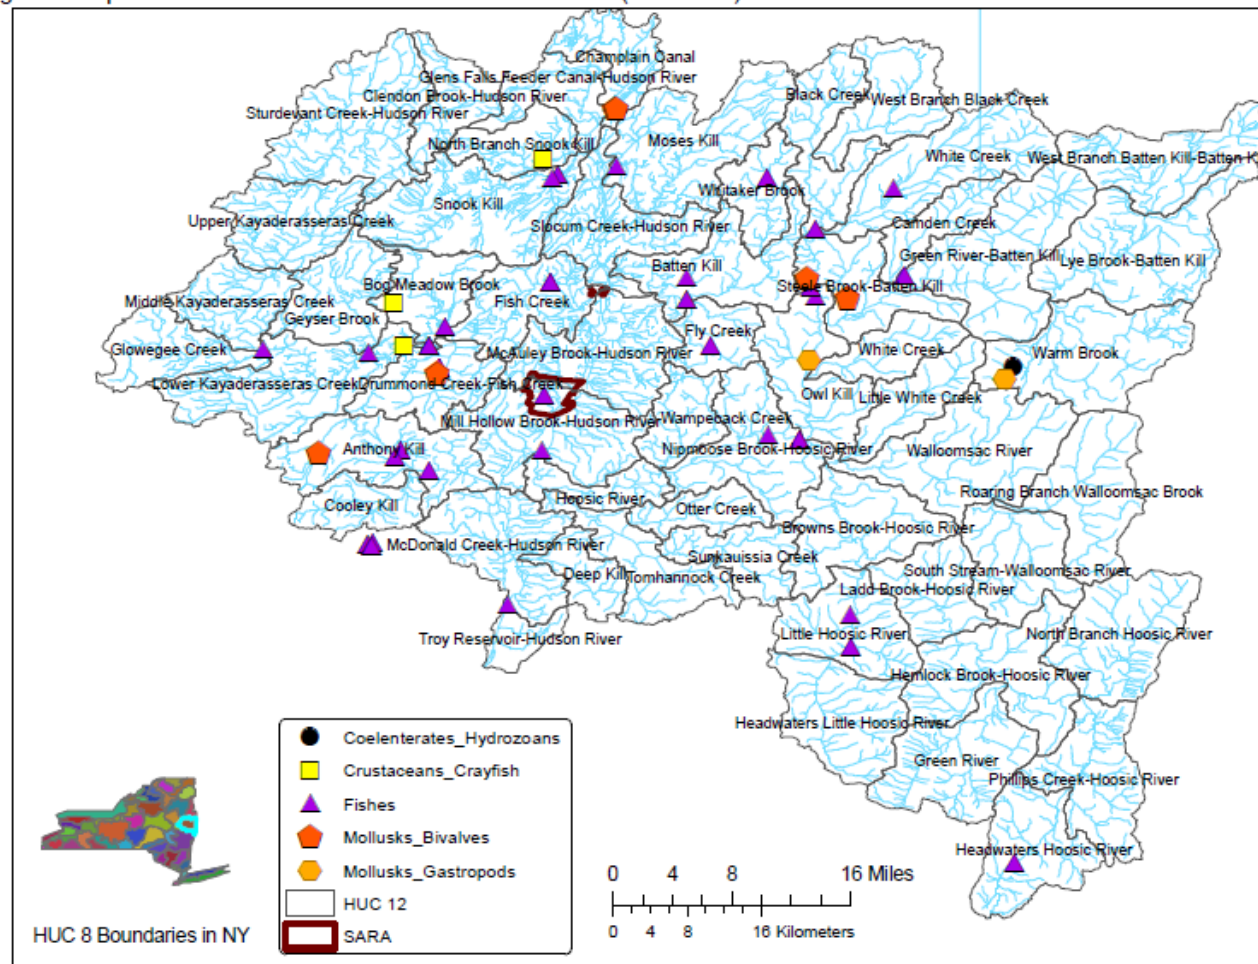 Champlain Canal
Glens Falls Feeder Canal-Hudson River
Clendon Brook-Hudson River
Sturdevant Creek-Hudson River
Black Creek
West Branch Black Creek
North Branch Snook Kill
Moses Kill
White Creek
West Branch Batten Kill-Batten K
Whitaker Brook
Snook Kill
Upper Kayaderasseras Creek
Slocum Creek-Hudson River
Camden Creek
Green River-Batten Kill
Lye Brook-Batten Kill
Batten Kill
Bog Meadow Brook
Steele Brook-Batten Kill
Middle Kayaderasseras Creek
Fish Creek
Geyser Brook
Fly Creek
Glowegee Creek
McAuley Brook-Hudson River
White Creek
Warm Brook
Lower Kayaderasseras Creek
Drummond Creek-Fish Creek
Owl Kill
Little White Creek
Mill Hollow Brook-Hudson River
Wampecack Creek
Anthony Kill
Nipmoose Brook-Hoosic River
Walloomsac River
Roaring Branch Walloomsac Brook
Hoosic River
Cooley Kill
Otter Creek
Browns Brook-Hoosic River
McDonald Creek-Hudson River
Sunkauissia Creek
Deep Kill
Tomhannock Creek
South Stream-Walloomsac River
Ladd Brook-Hoosic River
Troy Reservoir-Hudson River
Little Hoosic River
North Branch Hoosic River
Hemlock Brook-Hoosic River
Headwaters Little Hoosic River
Green River
Phillips Creek-Hoosic River
Headwaters Hoosic River
Coelenterates_Hydrozoans
Crustaceans_Crayfish
Fishes
Mollusks_Bivalves
Mollusks_Gastropods
HUC 12
SARA
HUC 8 Boundaries in NY
0 4 8 16 Miles
0 4 8 16 Kilometers